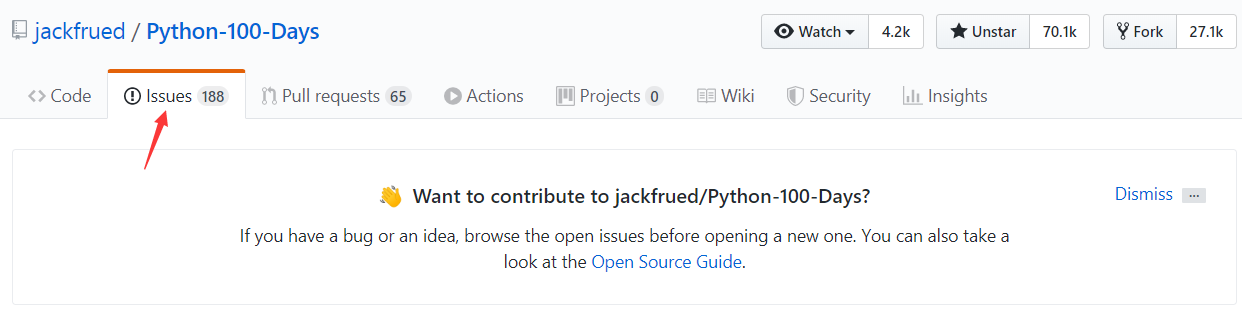 jackfrued / Python-100-Days
Watch 4.2k Unstar 70.1k Fork 27.1k
Code Issues 188 Pull requests 65 Actions Projects 0 Wiki Security Insights
👋 Want to contribute to jackfrued/Python-100-Days?
Dismiss ...
If you have a bug or an idea, browse the open issues before opening a new one. You can also take a
look at the Open Source Guide.